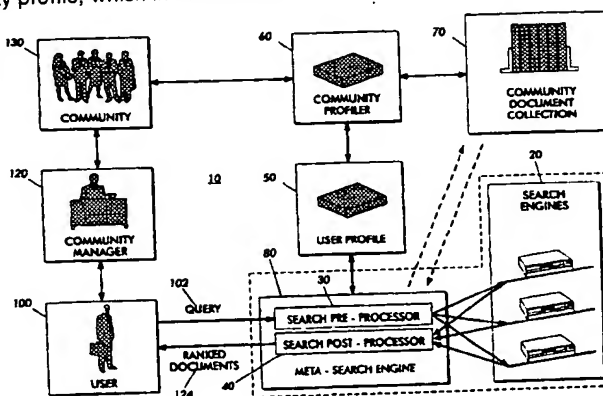 y profile, which
130
60
70
COMMUNITY
COMMUNITY
PROFILER
COMMUNITY
DOCUMENT
COLLECTION
120
10
50
20
COMMUNITY
MANAGER
USER PROFILE
SEARCH
ENGINES
100
102
QUERY
80
30
SEARCH PRE - PROCESSOR
SEARCH POST - PROCESSOR
META - SEARCH ENGINE
USER
RANKED
DOCUMENTS
124
40